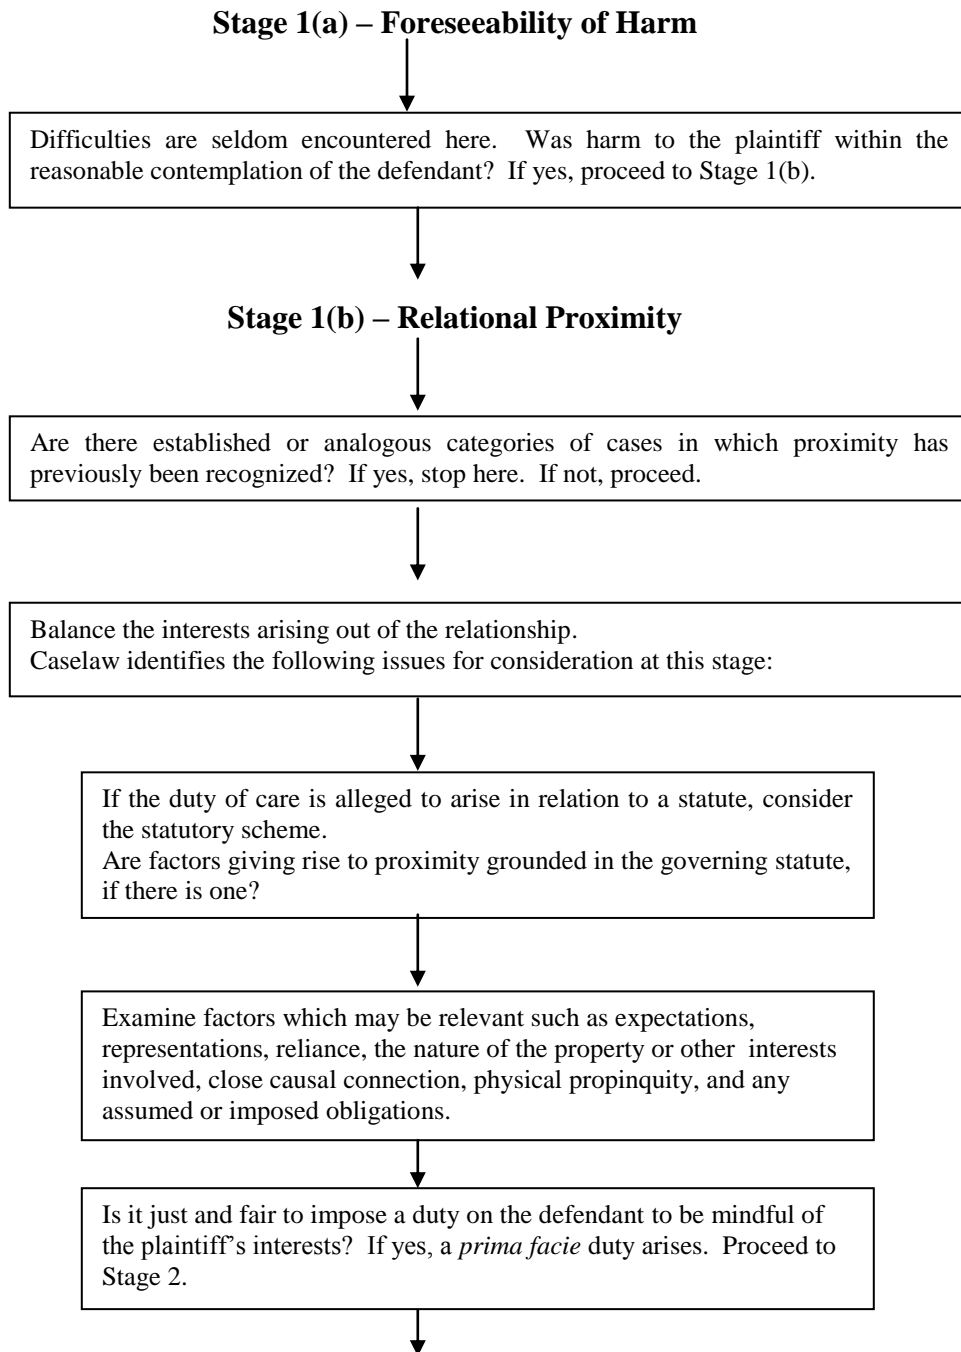 Stage 1(a) – Foreseeability of Harm
Difficulties are seldom encountered here. Was harm to the plaintiff within the
reasonable contemplation of the defendant? If yes, proceed to Stage 1(b).
Stage 1(b) – Relational Proximity
Are there established or analogous categories of cases in which proximity has
previously been recognized? If yes, stop here. If not, proceed.
Balance the interests arising out of the relationship.
Caselaw identifies the following issues for consideration at this stage:
If the duty of care is alleged to arise in relation to a statute, consider
the statutory scheme.
Are factors giving rise to proximity grounded in the governing statute,
if there is one?
Examine factors which may be relevant such as expectations,
representations, reliance, the nature of the property or other interests
involved, close causal connection, physical propinquity, and any
assumed or imposed obligations.
Is it just and fair to impose a duty on the defendant to be mindful of
the plaintiff's interests? If yes, a prima facie duty arises. Proceed to
Stage 2.